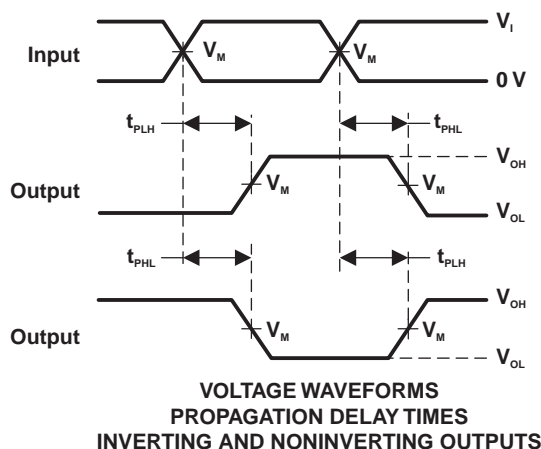 V_I
Input V_M V_M
0 V
t_PLH t_PHL
V_OH
Output V_M V_M
V_OL
t_PHL t_PLH
V_OH
Output V_M V_M
V_OL
VOLTAGE WAVEFORMS
PROPAGATION DELAY TIMES
INVERTING AND NONINVERTING OUTPUTS